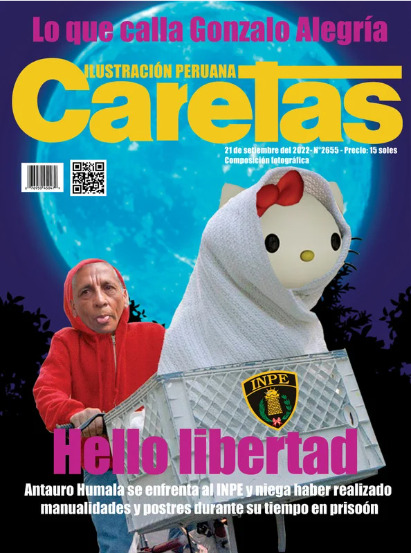 Lo que calla Gonzalo Alegría
ILUSTRACIÓN PERUANA
Caretas
21 de setiembre del 2022- N°2655 - Precio: 15 soles
Composición fotográfica
INPE
Hello libertad
Antauro Humala se enfrenta al INPE y niega haber realizado
manualidades y postres durante su tiempo en prisoón